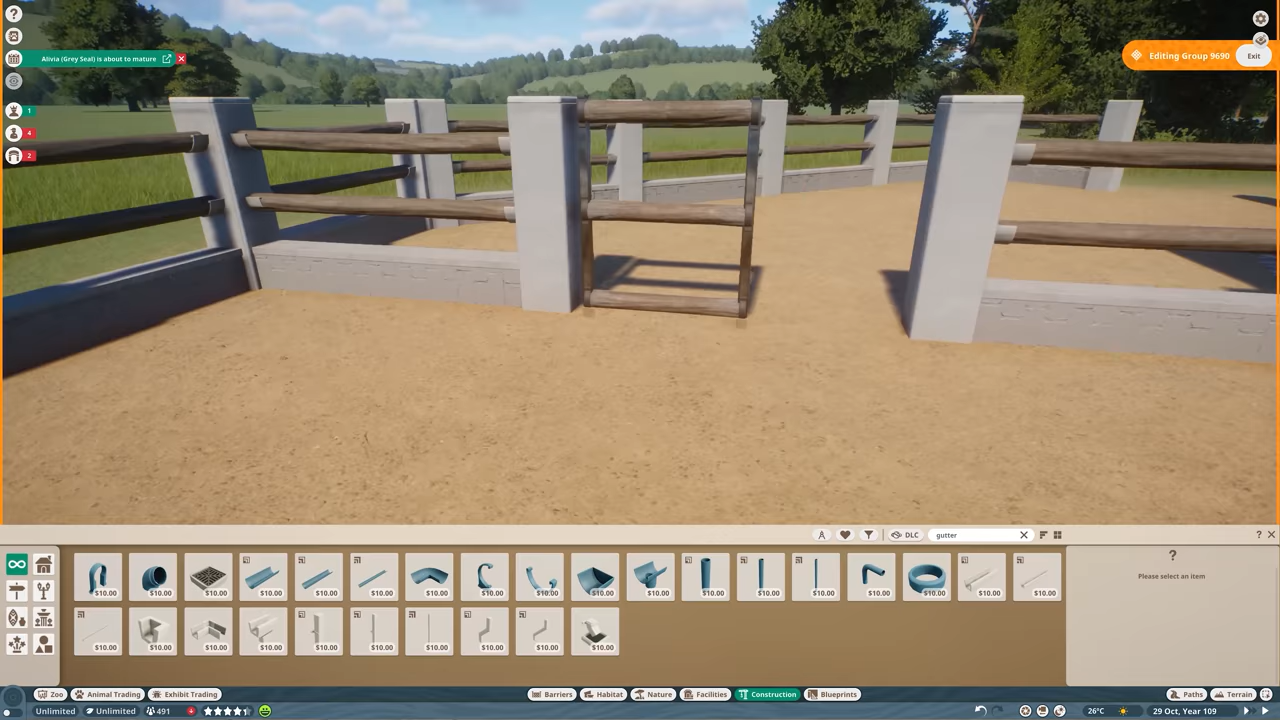 ?
Alivia (Grey Seal) is about to mature
Editing Group 9690
Exit
1
4
2
DLC
gutter
?
?
Please select an item
$10.00 $10.00 $10.00 $10.00 $10.00 $10.00 $10.00 $10.00 $10.00 $10.00 $10.00 $10.00 $10.00 $10.00 $10.00 $10.00 $10.00 $10.00
$10.00 $10.00 $10.00 $10.00 $10.00 $10.00 $10.00 $10.00 $10.00 $10.00
Zoo Animal Trading Exhibit Trading Barriers Habitat Nature Facilities Construction Blueprints Paths Terrain
Unlimited Unlimited 491 26°C 29 Oct, Year 109